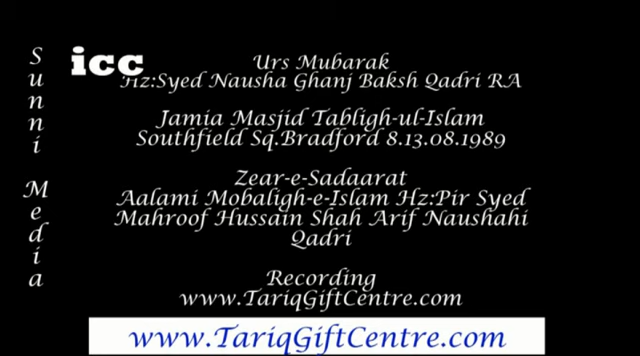 Sunni Media
icc
Urs Mubarak
Hz:Syed Nausha Ghanj Baksh Qadri RA
Jamia Masjid Tabligh-ul-Islam
Southfield Sq.Bradford 8.13.08.1989
Zear-e-Sadaarat
Aalami Mobaligh-e-Islam Hz:Pir Syed
Mahroof Hussain Shah Arif Naushahi
Qadri
Recording
www.TariqGiftCentre.com
www.TariqGiftCentre.com